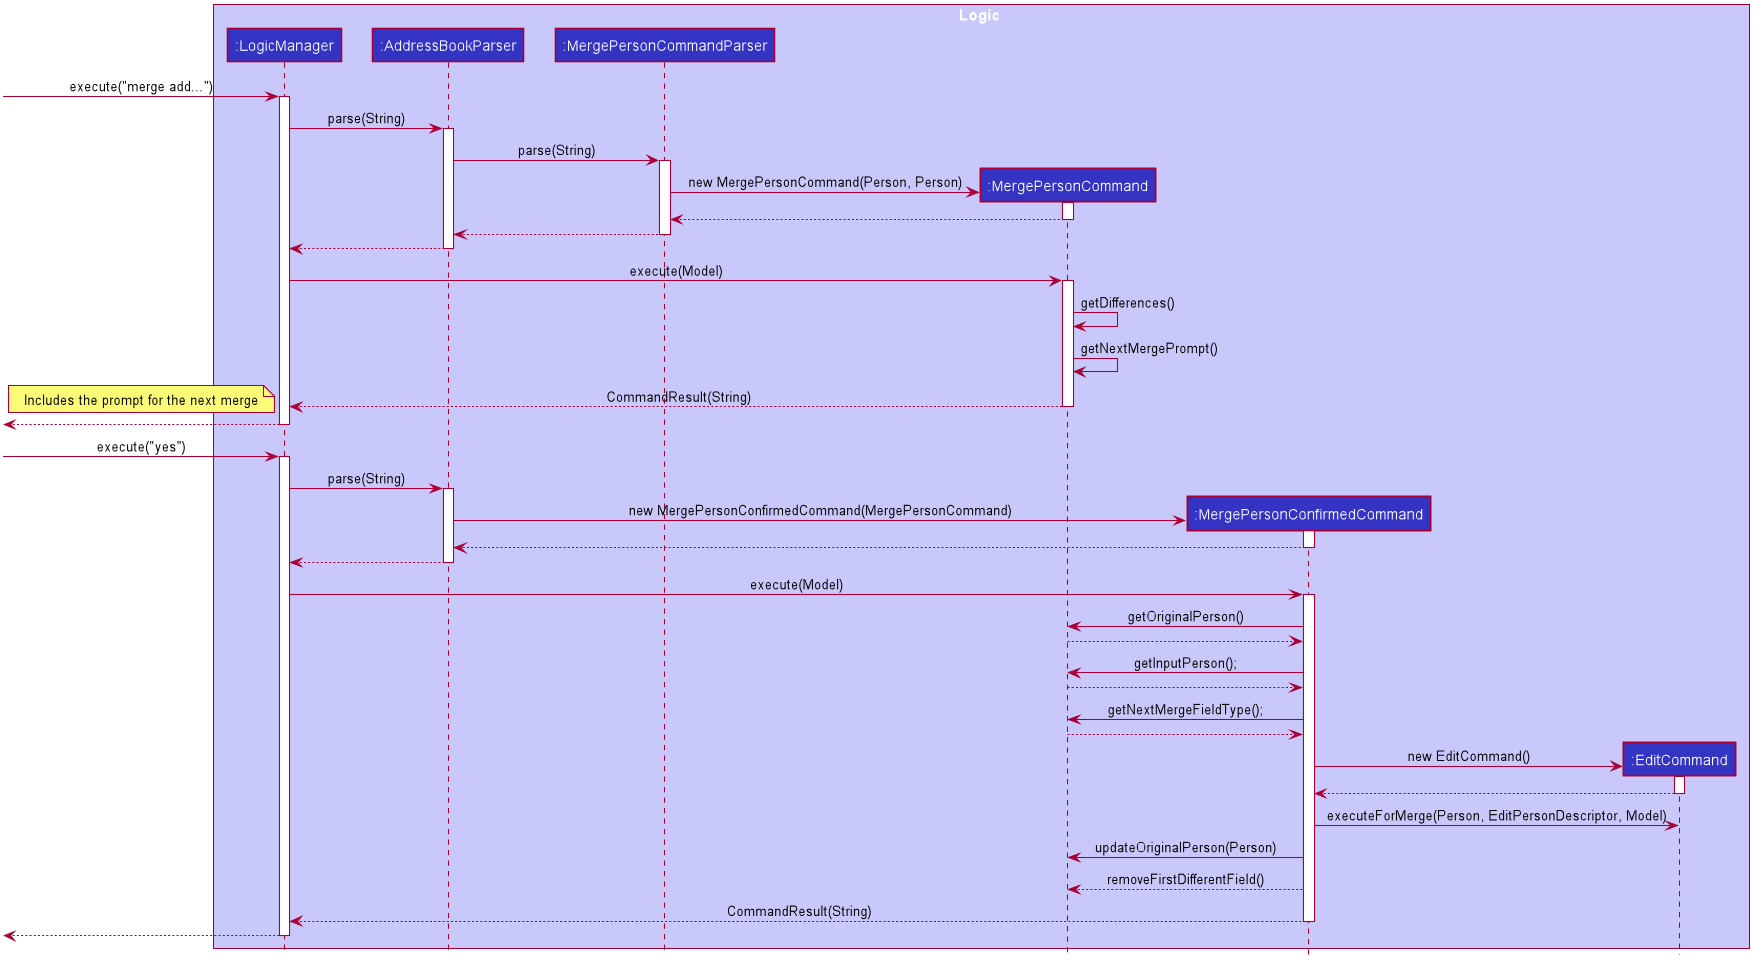 Logic
:LogicManager
:AddressBookParser
:MergePersonCommandParser
execute("merge add...")
parse(String)
parse(String)
new MergePersonCommand(Person, Person)
:MergePersonCommand
execute(Model)
getDifferences()
getNextMergePrompt()
CommandResult(String)
Includes the prompt for the next merge
execute("yes")
parse(String)
new MergePersonConfirmedCommand(MergePersonCommand)
:MergePersonConfirmedCommand
execute(Model)
getOriginalPerson()
getInputPerson();
getNextMergeFieldType();
new EditCommand()
:EditCommand
executeForMerge(Person, EditPersonDescriptor, Model)
updateOriginalPerson(Person)
removeFirstDifferentField()
CommandResult(String)